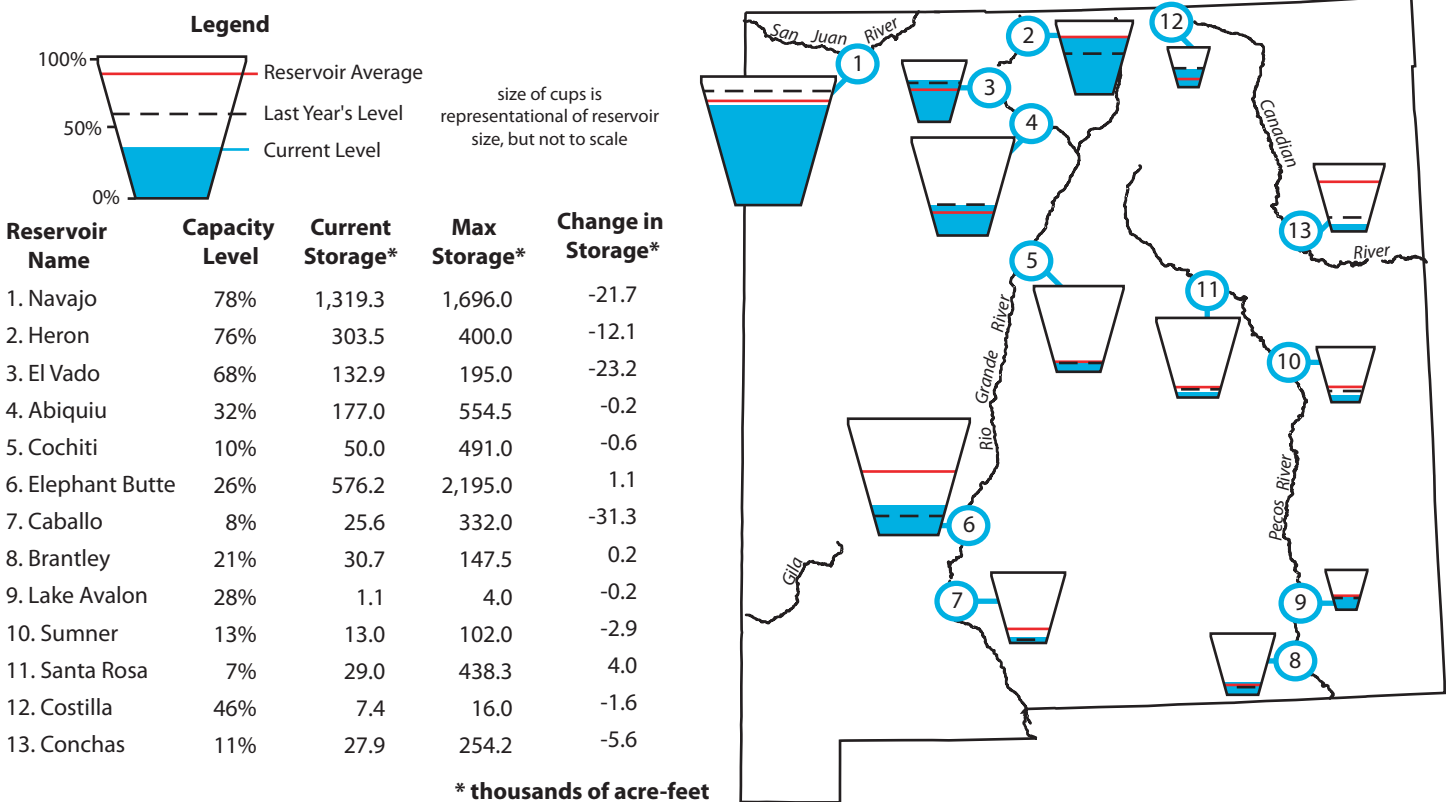 Legend
100%
50%
0%
Reservoir Average
Last Year's Level
Current Level
size of cups is
representational of reservoir
size, but not to scale
Reservoir Name Capacity Level Current Storage* Max Storage* Change in Storage*
1. Navajo 78% 1,319.3 1,696.0 -21.7
2. Heron 76% 303.5 400.0 -12.1
3. El Vado 68% 132.9 195.0 -23.2
4. Abiquiu 32% 177.0 554.5 -0.2
5. Cochiti 10% 50.0 491.0 -0.6
6. Elephant Butte 26% 576.2 2,195.0 1.1
7. Caballo 8% 25.6 332.0 -31.3
8. Brantley 21% 30.7 147.5 0.2
9. Lake Avalon 28% 1.1 4.0 -0.2
10. Sumner 13% 13.0 102.0 -2.9
11. Santa Rosa 7% 29.0 438.3 4.0
12. Costilla 46% 7.4 16.0 -1.6
13. Conchas 11% 27.9 254.2 -5.6
* thousands of acre-feet
San Juan River
1
2
3
4
12
Canadian
River
13
5
11
10
Rio Grande River
Pecos River
6
Gila
7
9
8